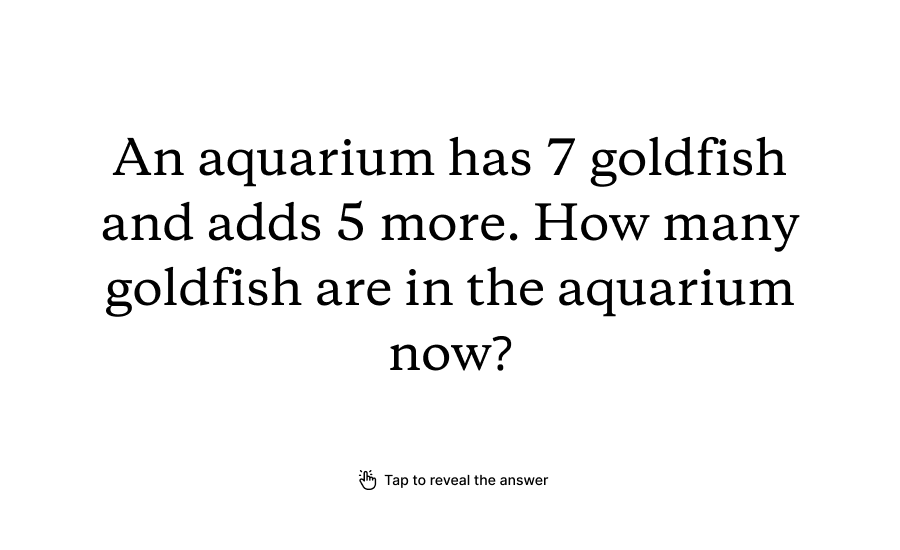 An aquarium has 7 goldfish
and adds 5 more. How many
goldfish are in the aquarium
now?
Tap to reveal the answer